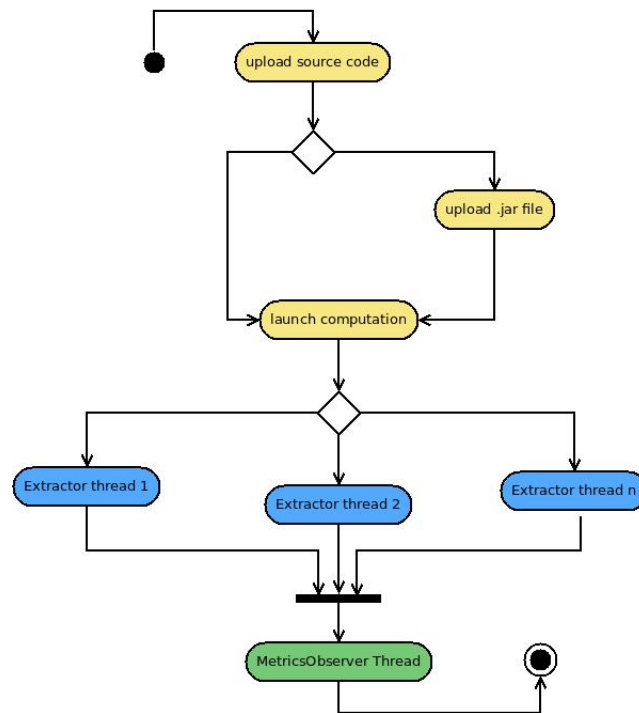 upload source code
upload .jar file
launch computation
Extractor thread 1
Extractor thread 2
Extractor thread n
MetricsObserver Thread